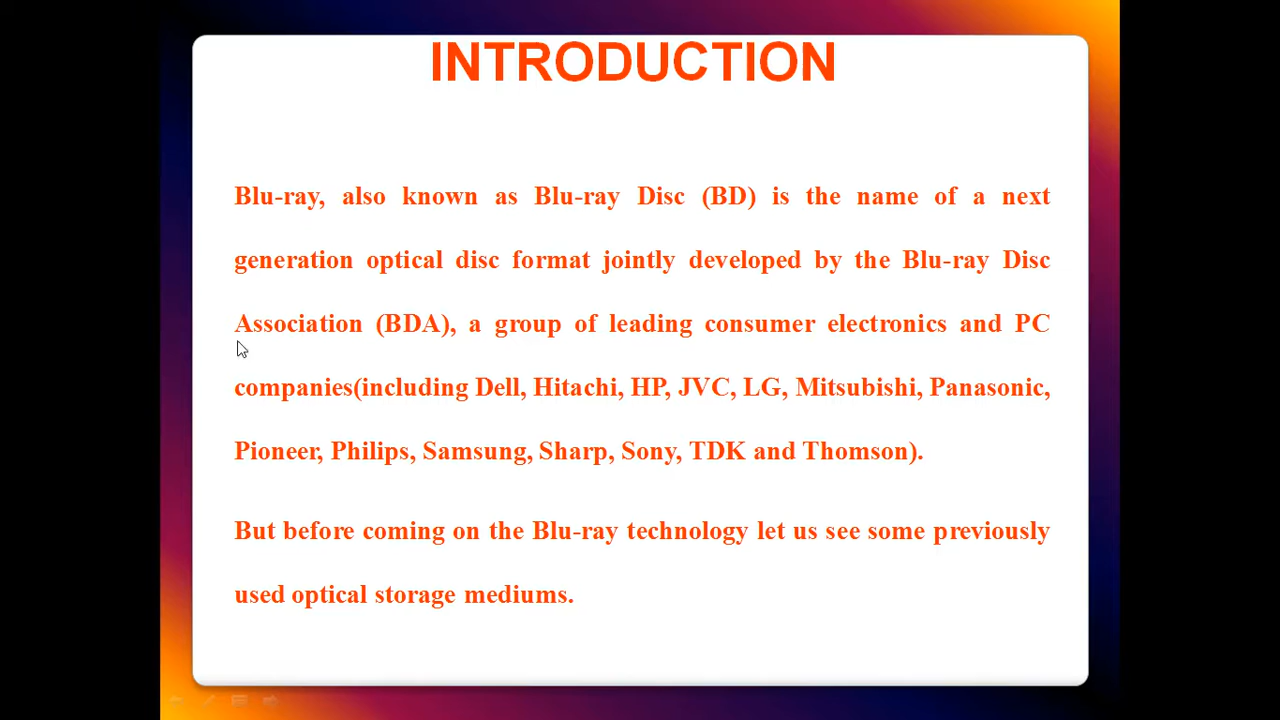 INTRODUCTION
Blu-ray, also known as Blu-ray Disc (BD) is the name of a next
generation optical disc format jointly developed by the Blu-ray Disc
Association (BDA), a group of leading consumer electronics and PC
companies(including Dell, Hitachi, HP, JVC, LG, Mitsubishi, Panasonic,
Pioneer, Philips, Samsung, Sharp, Sony, TDK and Thomson).
But before coming on the Blu-ray technology let us see some previously
used optical storage mediums.